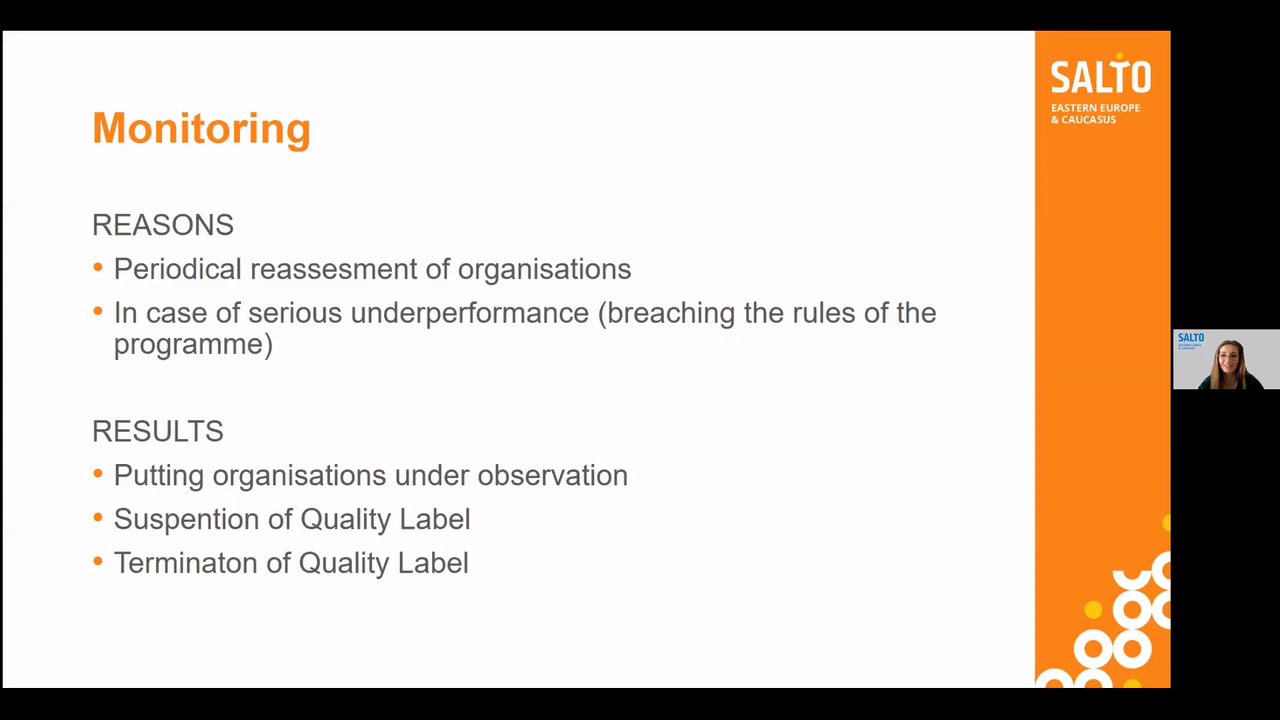 Monitoring
REASONS
• Periodical reassesment of organisations
• In case of serious underperformance (breaching the rules of the
programme)
RESULTS
• Putting organisations under observation
• Suspention of Quality Label
• Terminaton of Quality Label
SALTO
EASTERN EUROPE
& CAUCASUS
SALTO